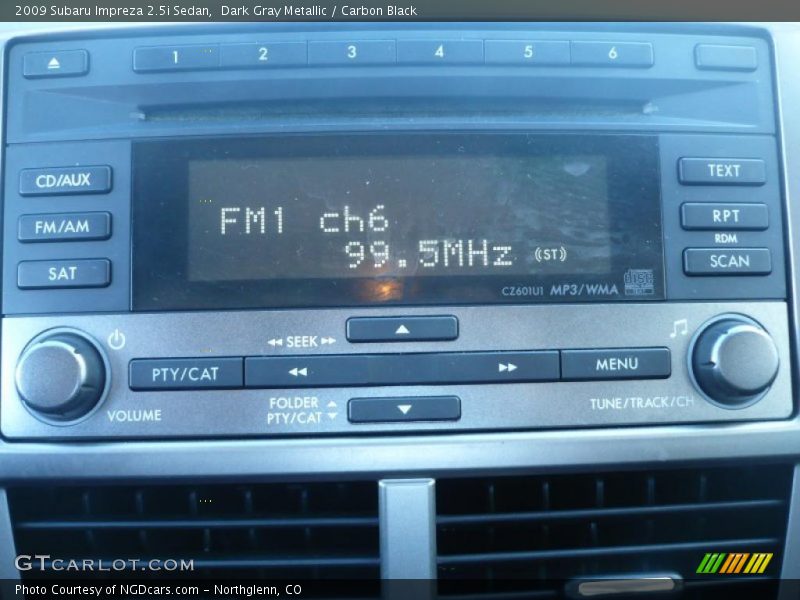 2009 Subaru Impreza 2.5i Sedan,  Dark Gray Metallic / Carbon Black
1 2 3 4 5 6
CD/AUX
FM/AM
SAT
FM1 ch6
99.5MHz (ST)
CZ601U1 MP3/WMA disc
TEXT
RPT
RDM
SCAN
SEEK
PTY/CAT
MENU
VOLUME
FOLDER
PTY/CAT
TUNE/TRACK/CH
GTCARLOT.COM
Photo Courtesy of NGDcars.com – Northglenn, CO